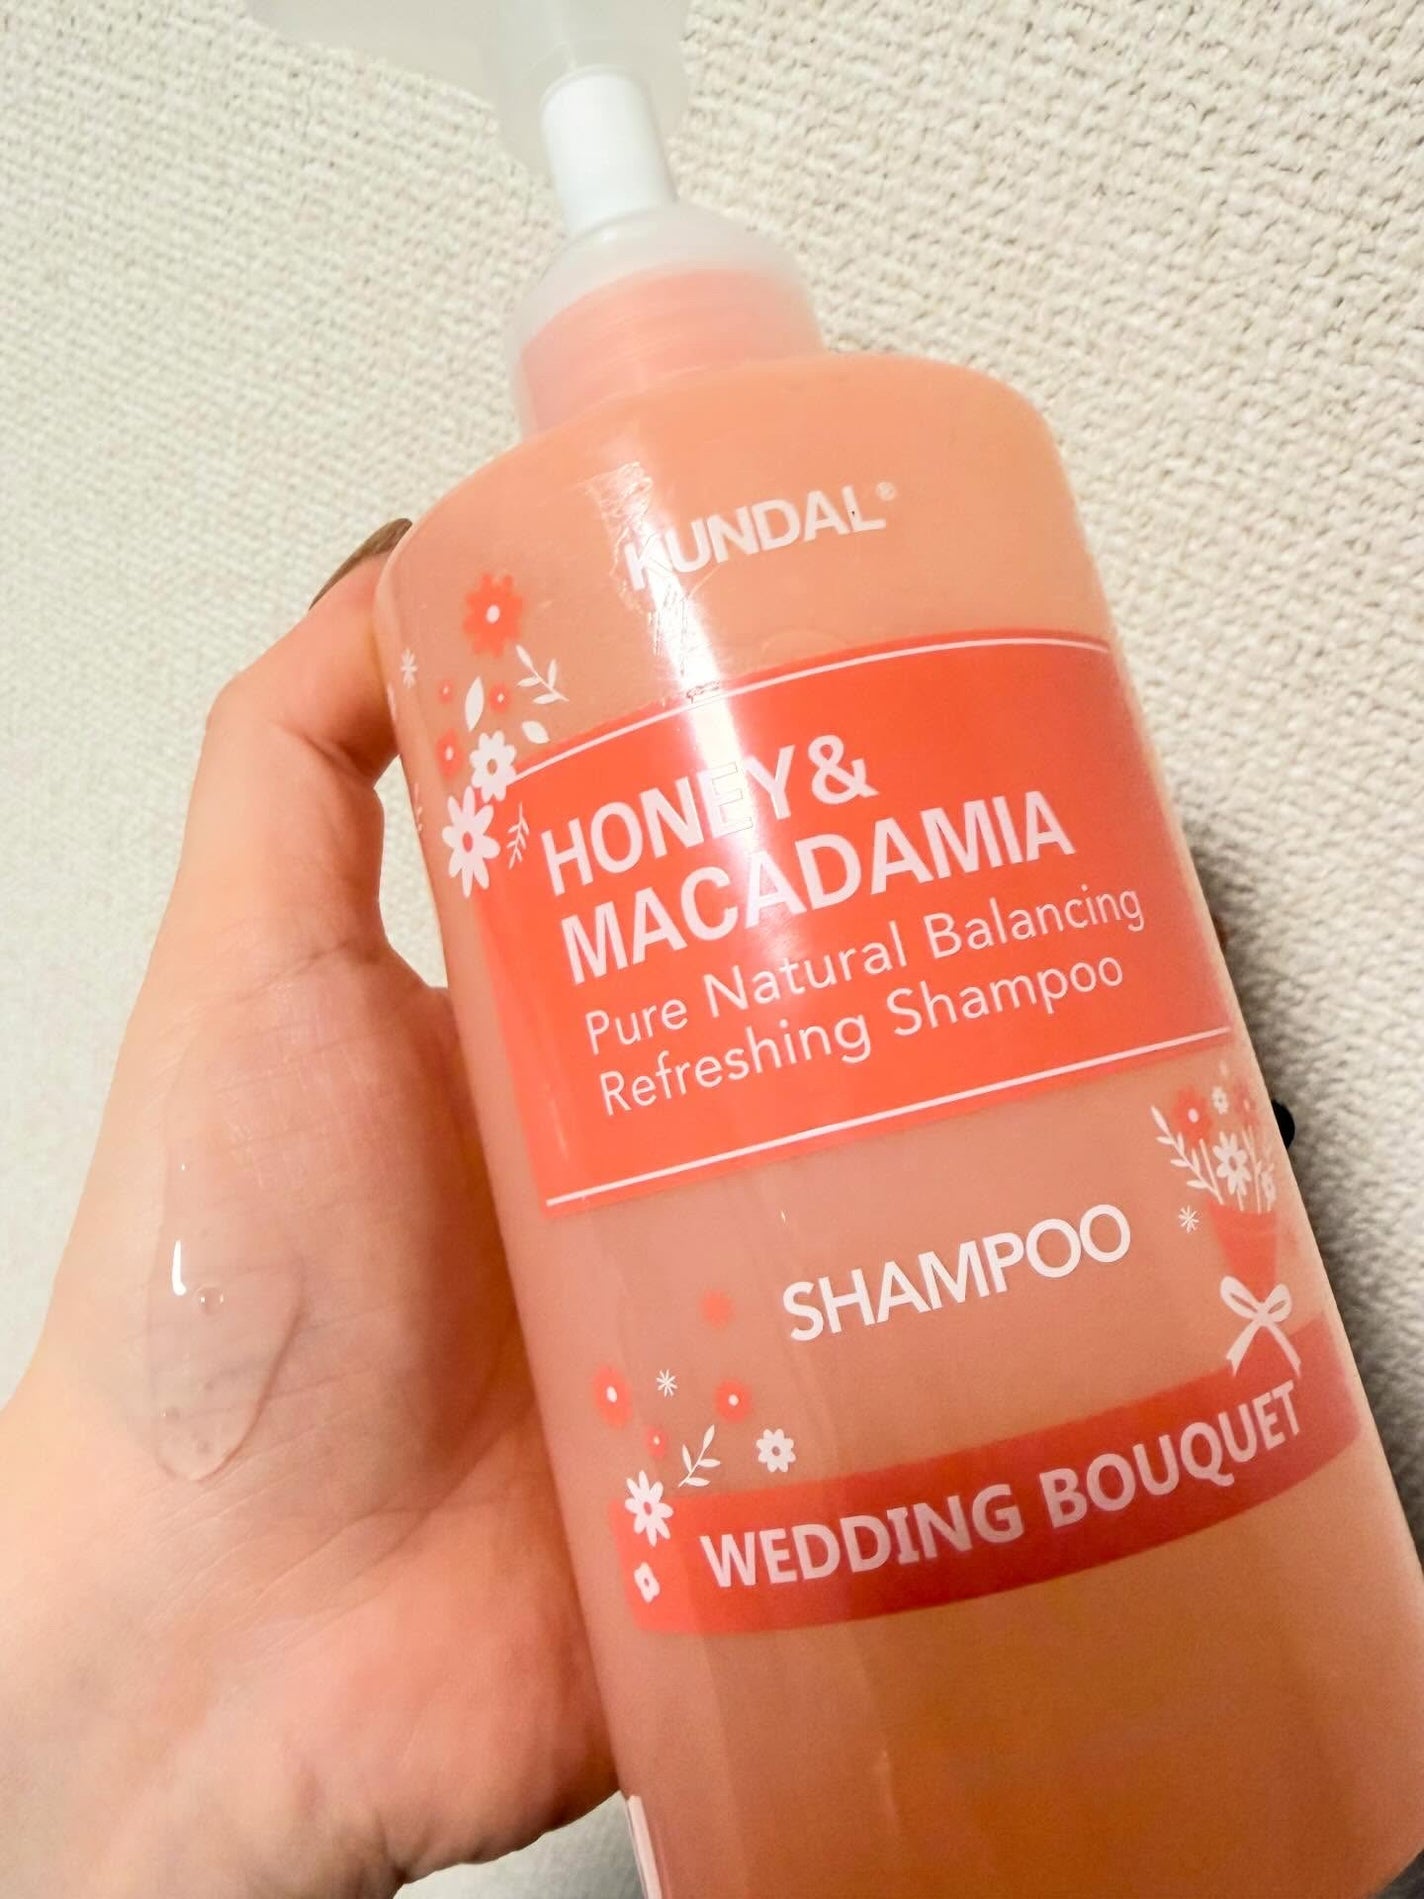 KUNDAL®
HONEY&
MACADAMIA
Pure Natural Balancing
Refreshing Shampoo
SHAMPOO
WEDDING BOUQUET